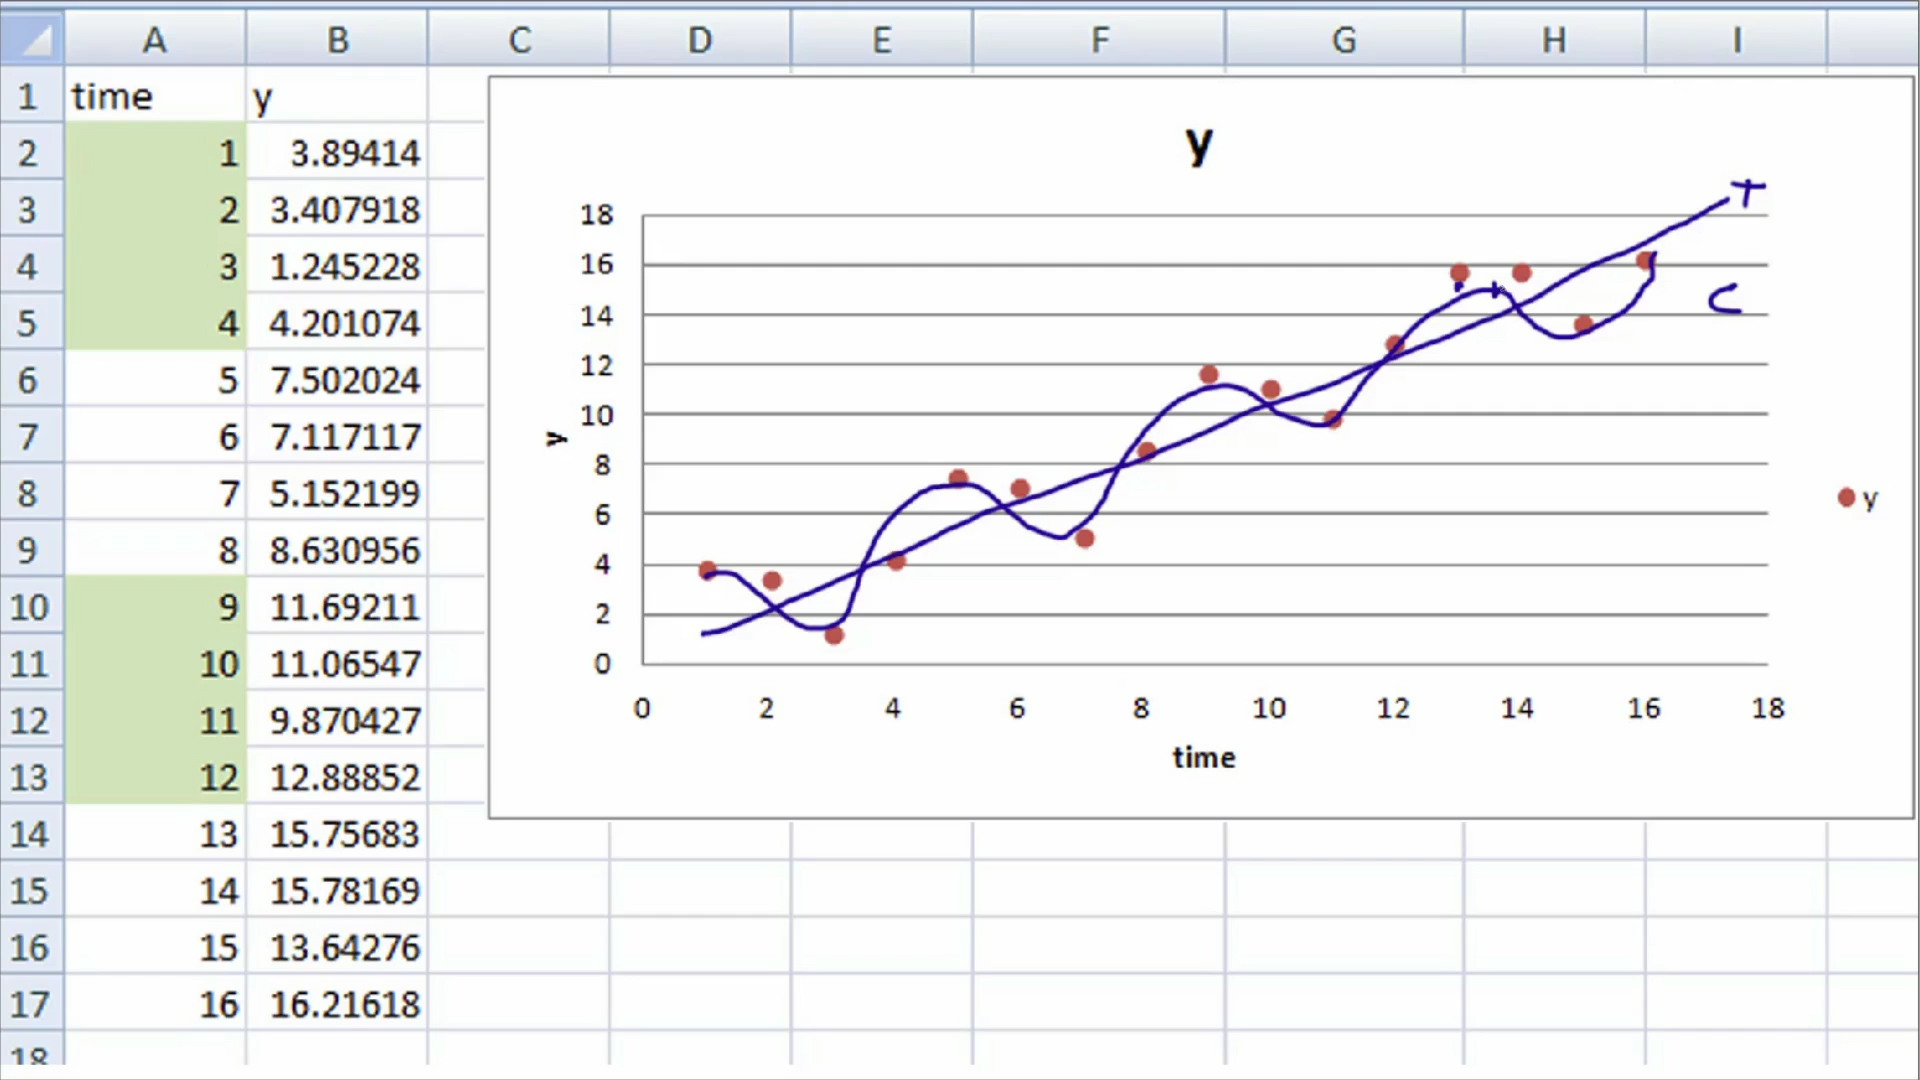 A B C D E F G H I
1 time y
2 1 3.89414
3 2 3.407918
4 3 1.245228
5 4 4.201074
6 5 7.502024
7 6 7.117117
8 7 5.152199
9 8 8.630956
10 9 11.69211
11 10 11.06547
12 11 9.870427
13 12 12.88852
14 13 15.75683
15 14 15.78169
16 15 13.64276
17 16 16.21618
18
y
T
18
16
14
12
10
8
6
4
2
0
y
C
y
0 2 4 6 8 10 12 14 16 18
time